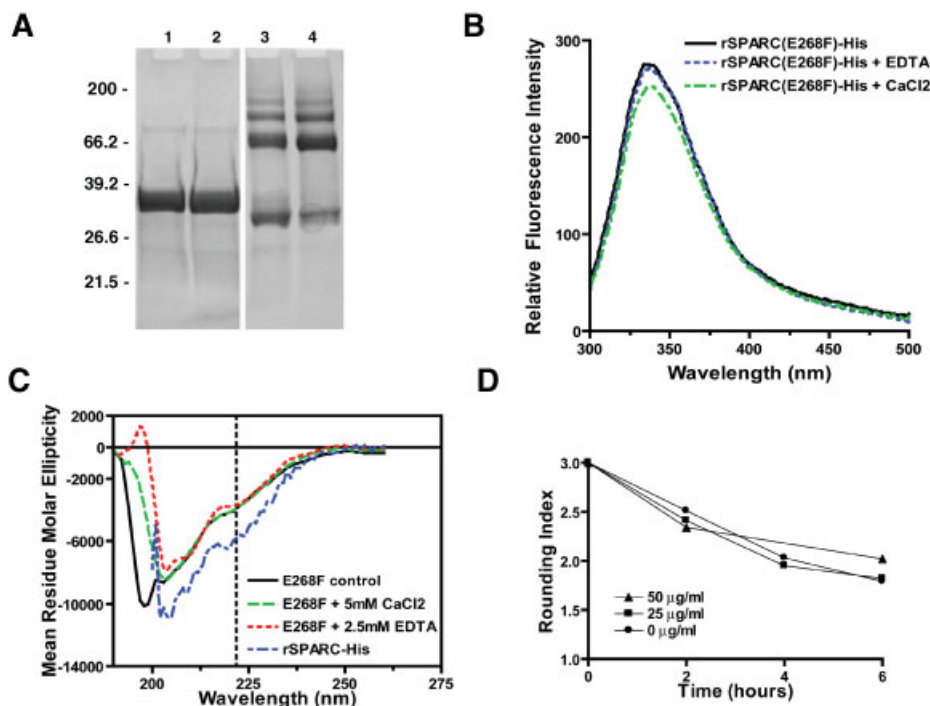 A
1 2 3 4
200 -
66.2 -
39.2 -
26.6 -
21.5 -
B
rSPARC(E268F)-His
rSPARC(E268F)-His + EDTA
rSPARC(E268F)-His + CaCl2
Relative Fluorescence Intensity
300
200
100
0
300 350 400 450 500
Wavelength (nm)
C
Mean Residue Molar Ellipticity
2000
0
-2000
-6000
-10000
-14000
E268F control
E268F + 5mM CaCl2
E268F + 2.5mM EDTA
rSPARC-His
200 225 250 275
Wavelength (nm)
D
Rounding Index
3.0
2.5
2.0
1.5
1.0
50 μg/ml
25 μg/ml
0 μg/ml
0 2 4 6
Time (hours)